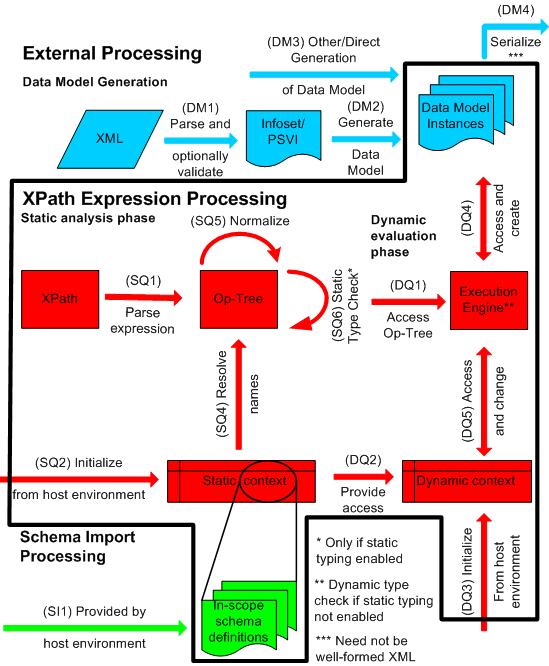 (DM4)
Serialize
***
External Processing
Data Model Generation
(DM3) Other/Direct
Generation
of Data Model
XML
(DM1)
Parse and
optionally
validate
Infoset/
PSVI
(DM2)
Generate
Data
Model
Data Model
Instances
XPath Expression Processing
Static analysis phase
(SQ5) Normalize
Dynamic
evaluation
phase
(DQ4)
Access and
create
XPath
(SQ1)
Parse
expression
Op-Tree
(SQ6) Static
Type Check*
(DQ1)
Access
Op-Tree
Execution
Engine**
(SQ4) Resolve
names
(DQ5) Access
and change
(SQ2) Initialize
from host environment
Static context
(DQ2)
Provide
access
Dynamic context
Schema Import
Processing
(SI1) Provided by
host environment
In-scope
schema
definitions
* Only if static
typing enabled
** Dynamic type
check if static typing
not enabled
*** Need not be
well-formed XML
(DQ3) Initialize
From host
environment